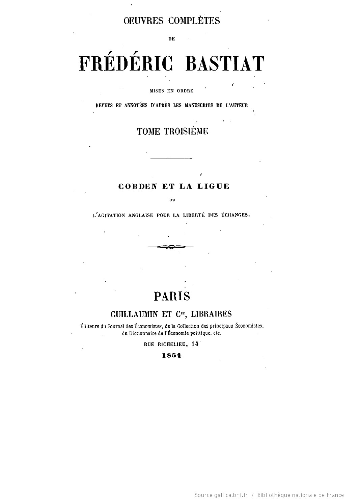 ŒUVRES COMPLÈTES
DE
FRÉDÉRIC BASTIAT
MISES EN ORDRE
REVUES ET ANNOTÉES D'APRÈS LES MANUSCRITS DE L'AUTEUR
TOME TROISIÈME
COBDEN ET LA LIGUE
OU
L'AGITATION ANGLAISE POUR LA LIBERTÉ DES ÉCHANGES.
PARIS
GUILLAUMIN ET Cie, LIBRAIRES
Éditeurs du Journal des Économistes, de la Collection des principaux Économistes,
du Dictionnaire de l'Économie politique, etc.
RUE RICHELIEU, 14
1854
Source gallica.bnf.fr / Bibliothèque nationale de France